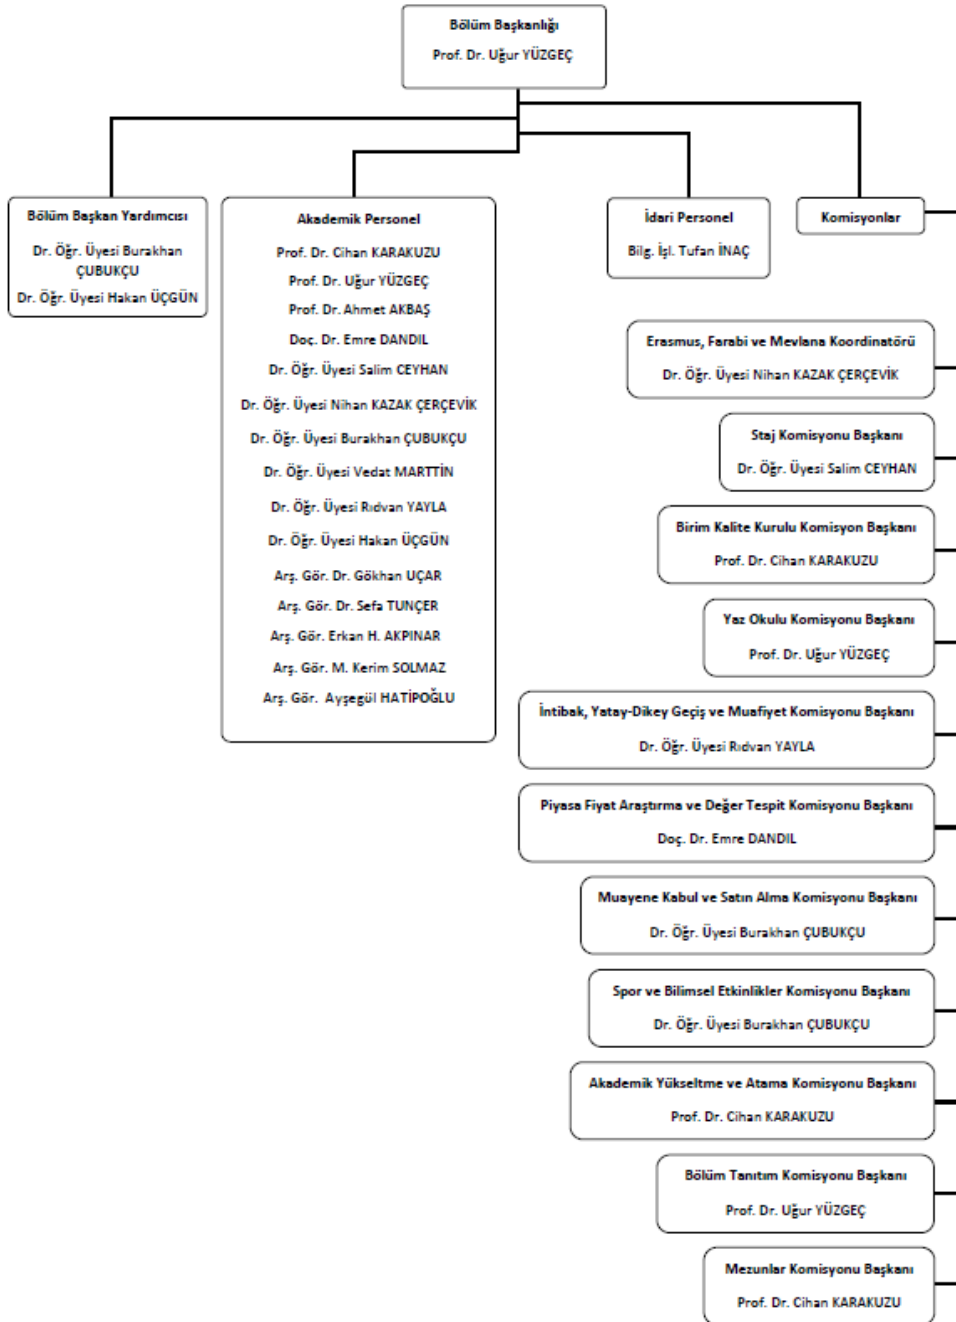 Bölüm Başkanlığı
Prof. Dr. Uğur YÜZGEÇ
Bölüm Başkan Yardımcısı
Dr. Öğr. Üyesi Burakhan
ÇUBUKÇU
Dr. Öğr. Üyesi Hakan ÜÇGÜN
Akademik Personel
Prof. Dr. Cihan KARAKUZU
Prof. Dr. Uğur YÜZGEÇ
Prof. Dr. Ahmet AKBAŞ
Doç. Dr. Emre DANDIL
Dr. Öğr. Üyesi Salim CEYHAN
Dr. Öğr. Üyesi Nihan KAZAK ÇERÇEVİK
Dr. Öğr. Üyesi Burakhan ÇUBUKÇU
Dr. Öğr. Üyesi Vedat MARTTİN
Dr. Öğr. Üyesi Rıdvan YAYLA
Dr. Öğr. Üyesi Hakan ÜÇGÜN
Arş. Gör. Dr. Gökhan UÇAR
Arş. Gör. Dr. Sefa TUNÇER
Arş. Gör. Erkan H. AKPINAR
Arş. Gör. M. Kerim SOLMAZ
Arş. Gör. Ayşegül HATİPOĞLU
İdari Personel
Bilg. İşl. Tufan İNAÇ
Komisyonlar
Erasmus, Farabi ve Mevlana Koordinatörü
Dr. Öğr. Üyesi Nihan KAZAK ÇERÇEVİK
Staj Komisyonu Başkanı
Dr. Öğr. Üyesi Salim CEYHAN
Birim Kalite Kurulu Komisyon Başkanı
Prof. Dr. Cihan KARAKUZU
Yaz Okulu Komisyonu Başkanı
Prof. Dr. Uğur YÜZGEÇ
İntibak, Yatay-Dikey Geçiş ve Muafiyet Komisyonu Başkanı
Dr. Öğr. Üyesi Rıdvan YAYLA
Piyasa Fiyat Araştırma ve Değer Tespit Komisyonu Başkanı
Doç. Dr. Emre DANDIL
Muayene Kabul ve Satın Alma Komisyonu Başkanı
Dr. Öğr. Üyesi Burakhan ÇUBUKÇU
Spor ve Bilimsel Etkinlikler Komisyonu Başkanı
Dr. Öğr. Üyesi Burakhan ÇUBUKÇU
Akademik Yükseltme ve Atama Komisyonu Başkanı
Prof. Dr. Cihan KARAKUZU
Bölüm Tanıtım Komisyonu Başkanı
Prof. Dr. Uğur YÜZGEÇ
Mezunlar Komisyonu Başkanı
Prof. Dr. Cihan KARAKUZU